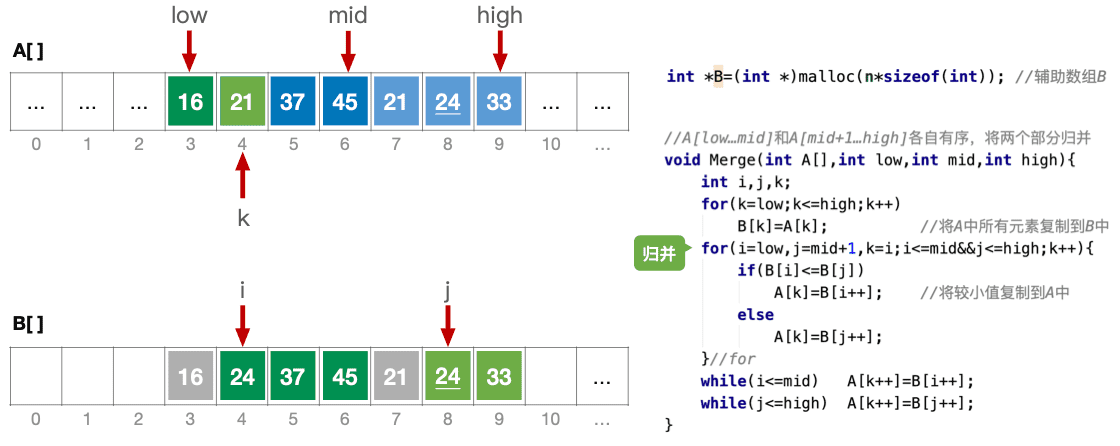 low mid high
A[ ]
... ... ... 16 21 37 45 21 24 33 ... ...
0 1 2 3 4 5 6 7 8 9 10 ...
k
i j
B[ ]
16 24 37 45 21 24 33 ...
0 1 2 3 4 5 6 7 8 9 10 ...
int *B=(int *)malloc(n*sizeof(int)); //辅助数组B
//A[low…mid]和A[mid+1…high]各自有序，将两个部分归并
void Merge(int A[],int low,int mid,int high){
int i,j,k;
for(k=low;k<=high;k++)
B[k]=A[k]; //将A中所有元素复制到B中
归并
for(i=low,j=mid+1,k=i;i<=mid&&j<=high;k++){
if(B[i]<=B[j])
A[k]=B[i++]; //将较小值复制到A中
else
A[k]=B[j++];
}//for
while(i<=mid) A[k++]=B[i++];
while(j<=high) A[k++]=B[j++];
}